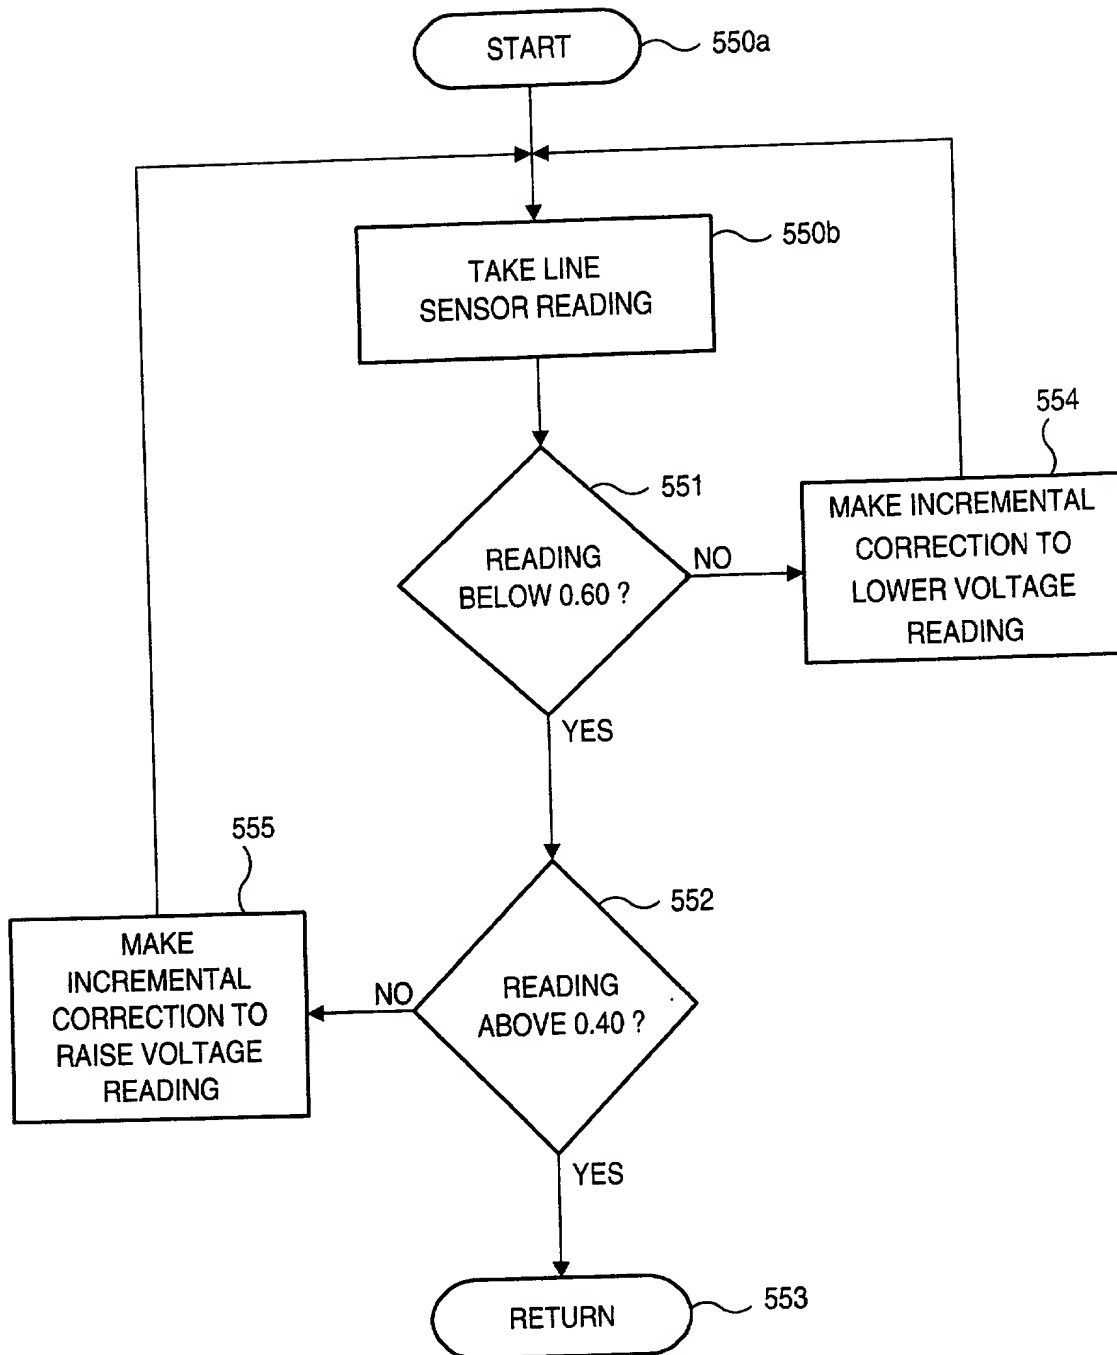 START
550a
TAKE LINE
SENSOR READING
550b
551
READING
BELOW 0.60 ?
NO
YES
554
MAKE INCREMENTAL
CORRECTION TO
LOWER VOLTAGE
READING
552
READING
ABOVE 0.40 ?
NO
YES
555
MAKE
INCREMENTAL
CORRECTION TO
RAISE VOLTAGE
READING
RETURN
553